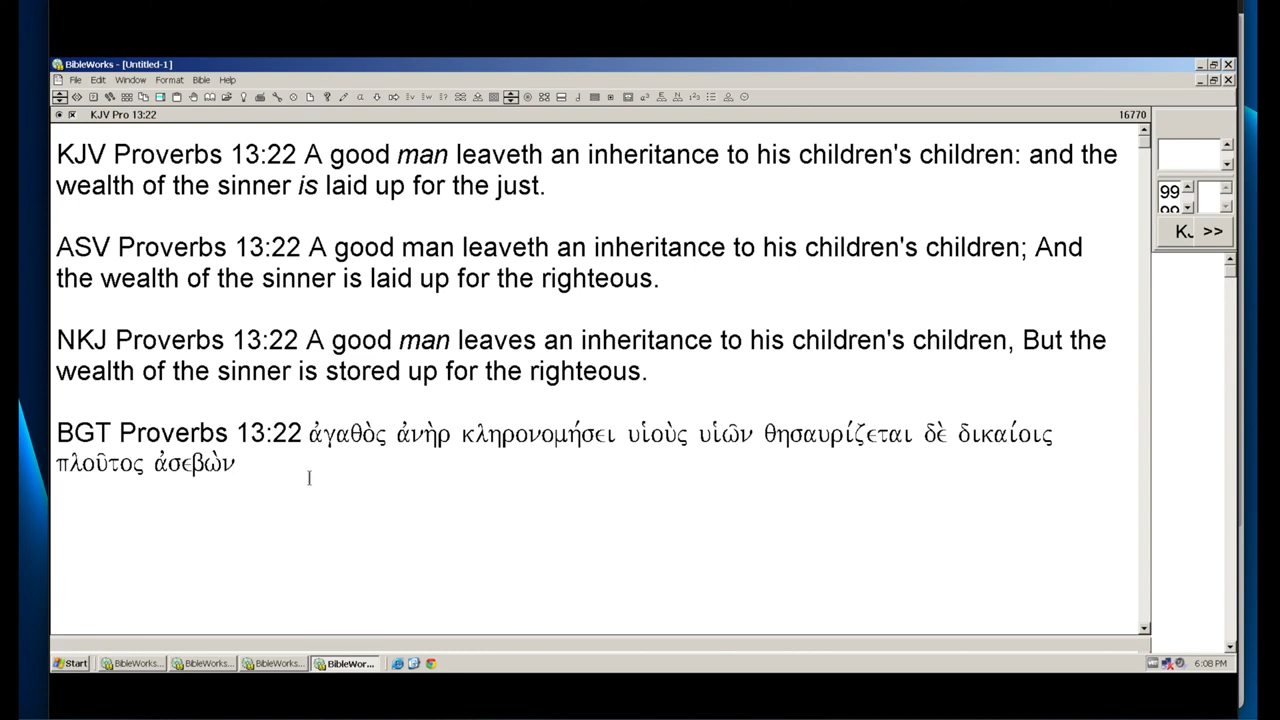 BibleWorks - [Untitled-1]
File Edit Window Format Bible Help
KJV Pro 13:22 16770
KJV Proverbs 13:22 A good man leaveth an inheritance to his children's children: and the
wealth of the sinner is laid up for the just.
ASV Proverbs 13:22 A good man leaveth an inheritance to his children's children; And
the wealth of the sinner is laid up for the righteous.
NKJ Proverbs 13:22 A good man leaves an inheritance to his children's children, But the
wealth of the sinner is stored up for the righteous.
BGT Proverbs 13:22 ἀγαθὸς ἀνὴρ κληρονομήσει υἱοὺς υἱῶν θησαυρίζεται δὲ δικαίοις
πλοῦτος ἀσεβὼν
99
KJ >>
Start BibleWorks... BibleWorks... BibleWorks... BibleWor... 6:08 PM